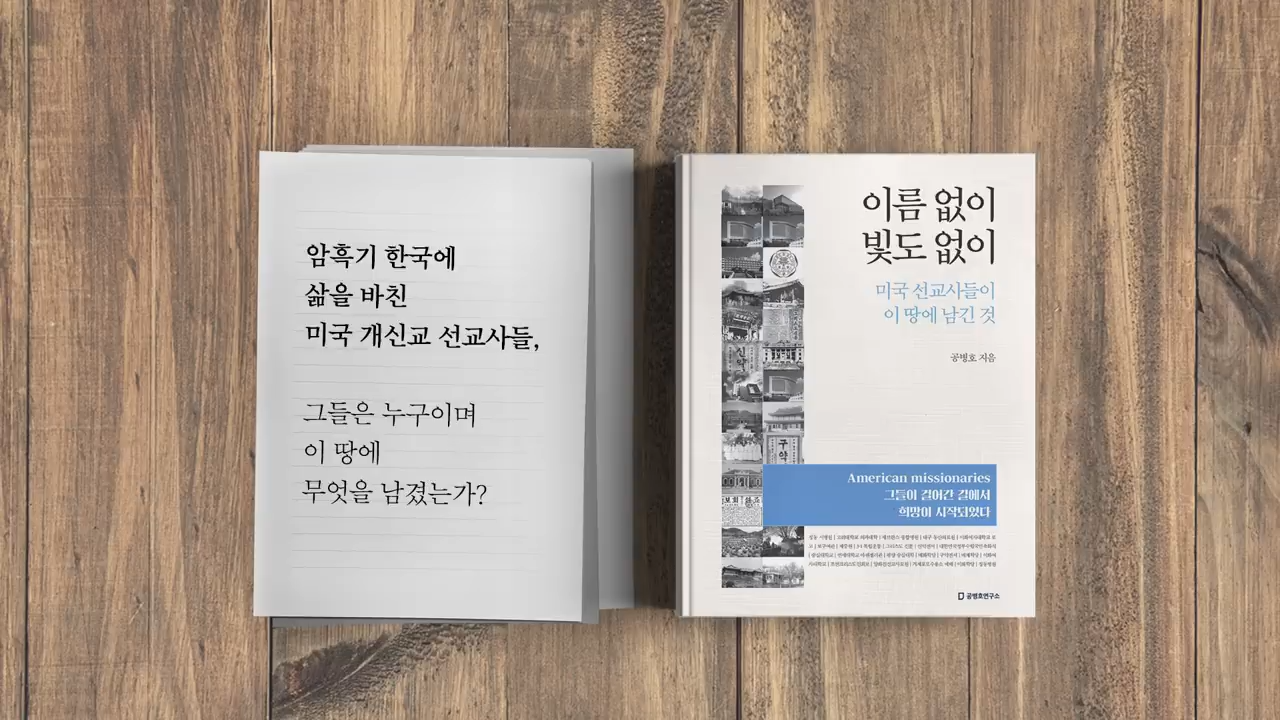 암흑기 한국에
삶을 바친
미국 개신교 선교사들,
그들은 누구이며
이 땅에
무엇을 남겼는가?
이름 없이
빛도 없이
미국 선교사들이
이 땅에 남긴 것
공병호 지음
구약
American missionaries
그들이 걸어간 길에서
희망이 시작되었다
공병호연구소